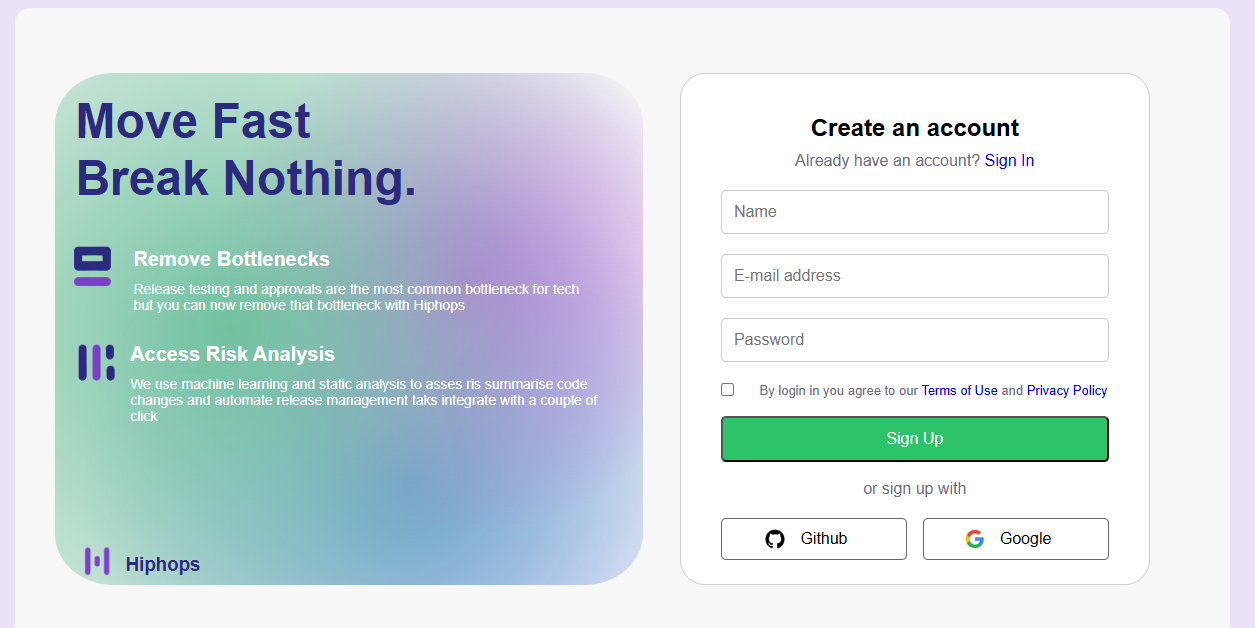 Move Fast
Break Nothing.
Remove Bottlenecks
Release testing and approvals are the most common bottleneck for tech
but you can now remove that bottleneck with Hiphops
Access Risk Analysis
We use machine learning and static analysis to asses ris summarise code
changes and automate release management taks integrate with a couple of
click
Hiphops
Create an account
Already have an account? Sign In
Name
E-mail address
Password
By login in you agree to our Terms of Use and Privacy Policy
Sign Up
or sign up with
Github
Google